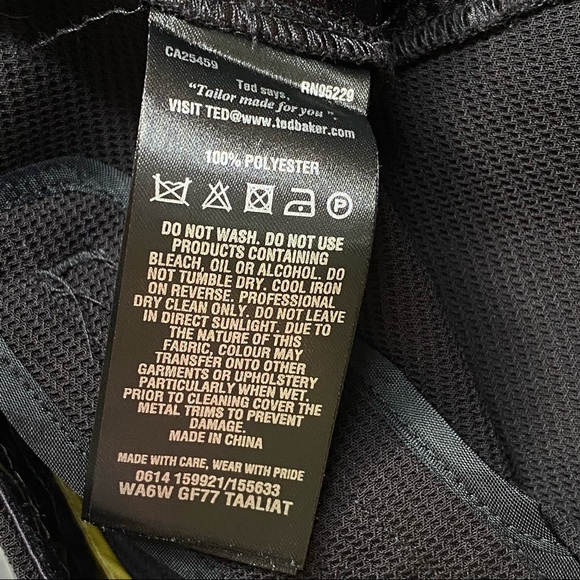 CA25459
RN95229
Ted says,
"Tailor made for you".
VISIT TED@www.tedbaker.com
100% POLYESTER
P
DO NOT WASH. DO NOT USE
PRODUCTS CONTAINING
BLEACH, OIL OR ALCOHOL. DO
NOT TUMBLE DRY. COOL IRON
ON REVERSE. PROFESSIONAL
DRY CLEAN ONLY. DO NOT LEAVE
IN DIRECT SUNLIGHT. DUE TO
THE NATURE OF THIS
FABRIC, COLOUR MAY
TRANSFER ONTO OTHER
GARMENTS OR UPHOLSTERY
PARTICULARLY WHEN WET.
PRIOR TO CLEANING COVER THE
METAL TRIMS TO PREVENT
DAMAGE.
MADE IN CHINA
MADE WITH CARE, WEAR WITH PRIDE
0614 159921/155633
WA6W GF77 TAALIAT